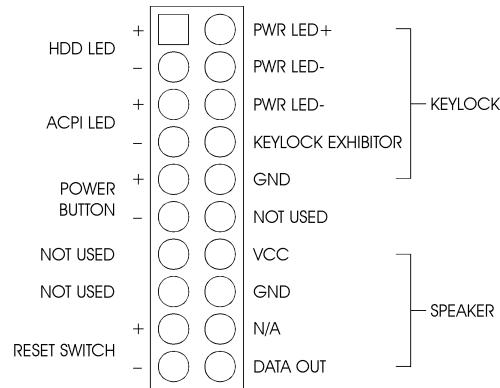 + PWR LED+
HDD LED
– PWR LED-
+ PWR LED-
KEYLOCK
ACPI LED
– KEYLOCK EXHIBITOR
+ GND
POWER
BUTTON
– NOT USED
NOT USED VCC
NOT USED GND
SPEAKER
+ N/A
RESET SWITCH
– DATA OUT